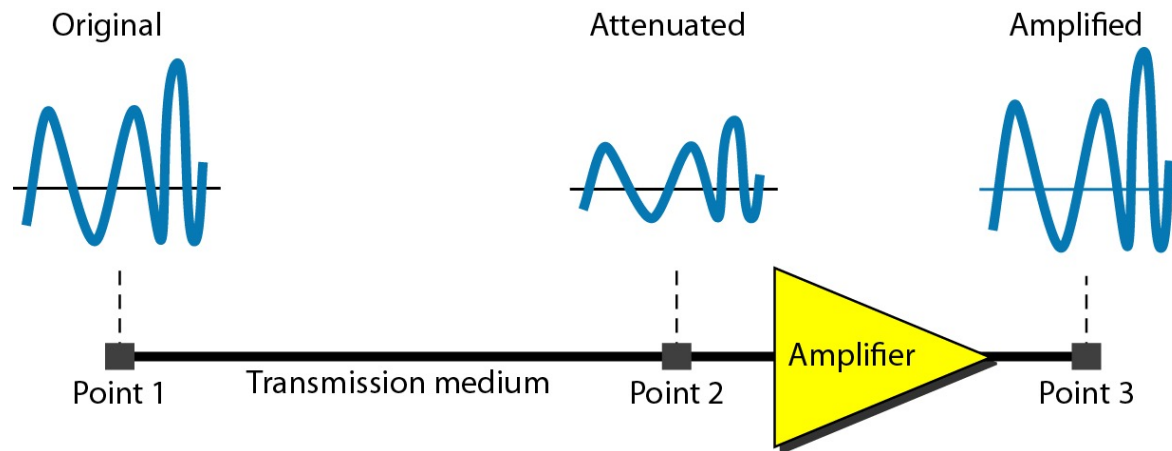 Original
Attenuated
Amplified
Amplifier
Transmission medium
Point 1
Point 2
Point 3